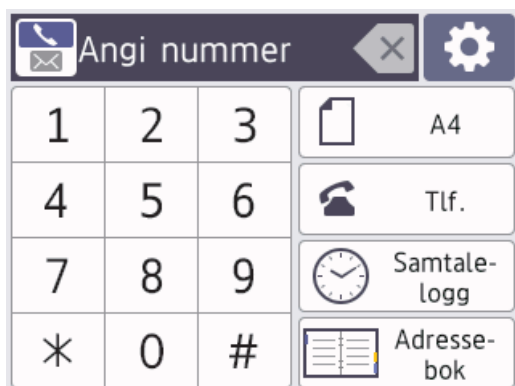 Angi nummer
1 2 3
A4
4 5 6
Tlf.
7 8 9
Samtale-
logg
* 0 #
Adresse-
bok